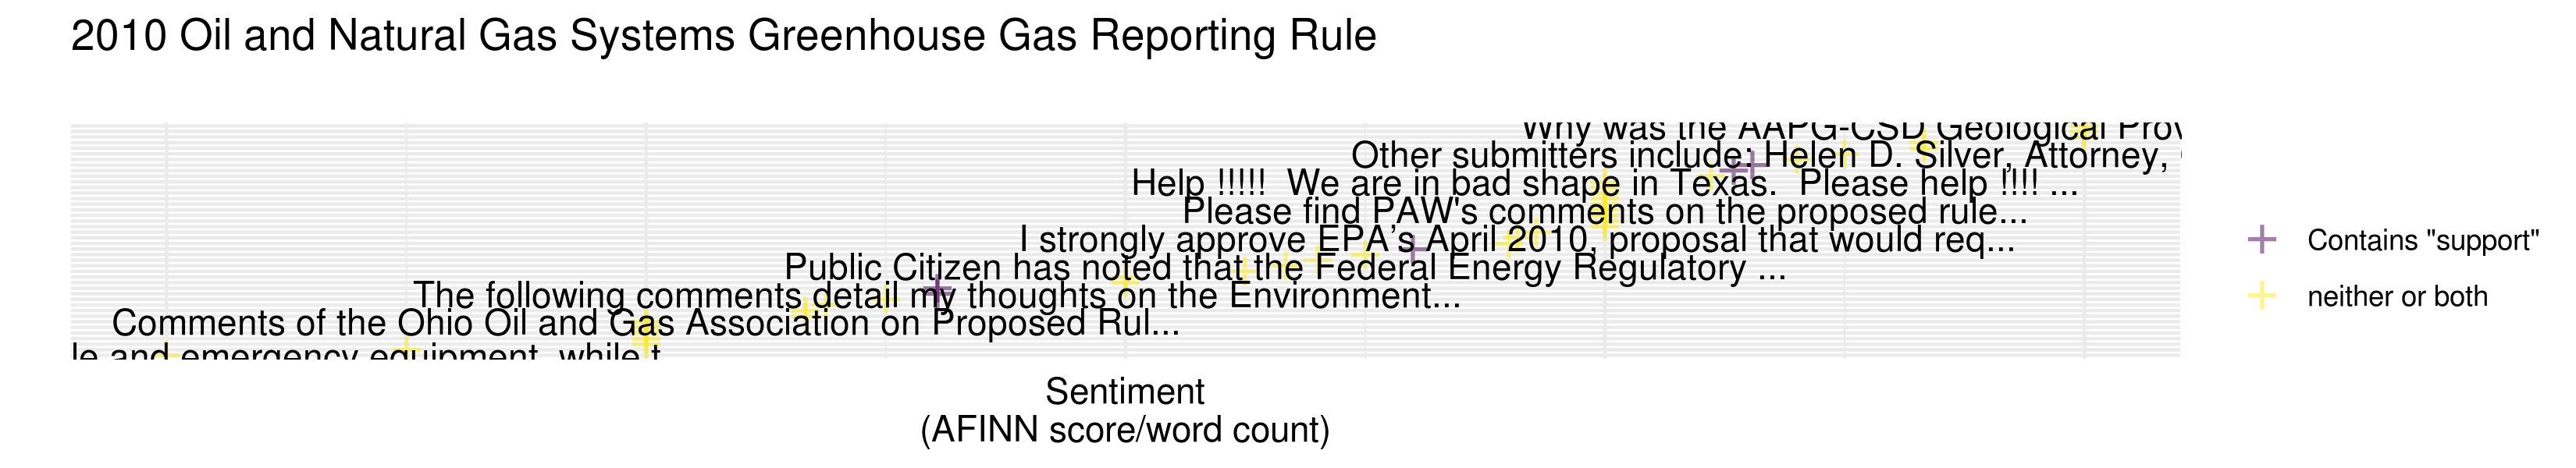 2010 Oil and Natural Gas Systems Greenhouse Gas Reporting Rule
Why was the AAPG-CSD Geological Prov
Other submitters include: Helen D. Silver, Attorney,
Help !!!!!  We are in bad shape in Texas.  Please help !!!! ...
Please find PAW's comments on the proposed rule...
I strongly approve EPA’s April 2010, proposal that would req...
Public Citizen has noted that the Federal Energy Regulatory ...
The following comments detail my thoughts on the Environment...
Comments of the Ohio Oil and Gas Association on Proposed Rul...
le and emergency equipment, while t
Sentiment
(AFINN score/word count)
Contains "support"
neither or both